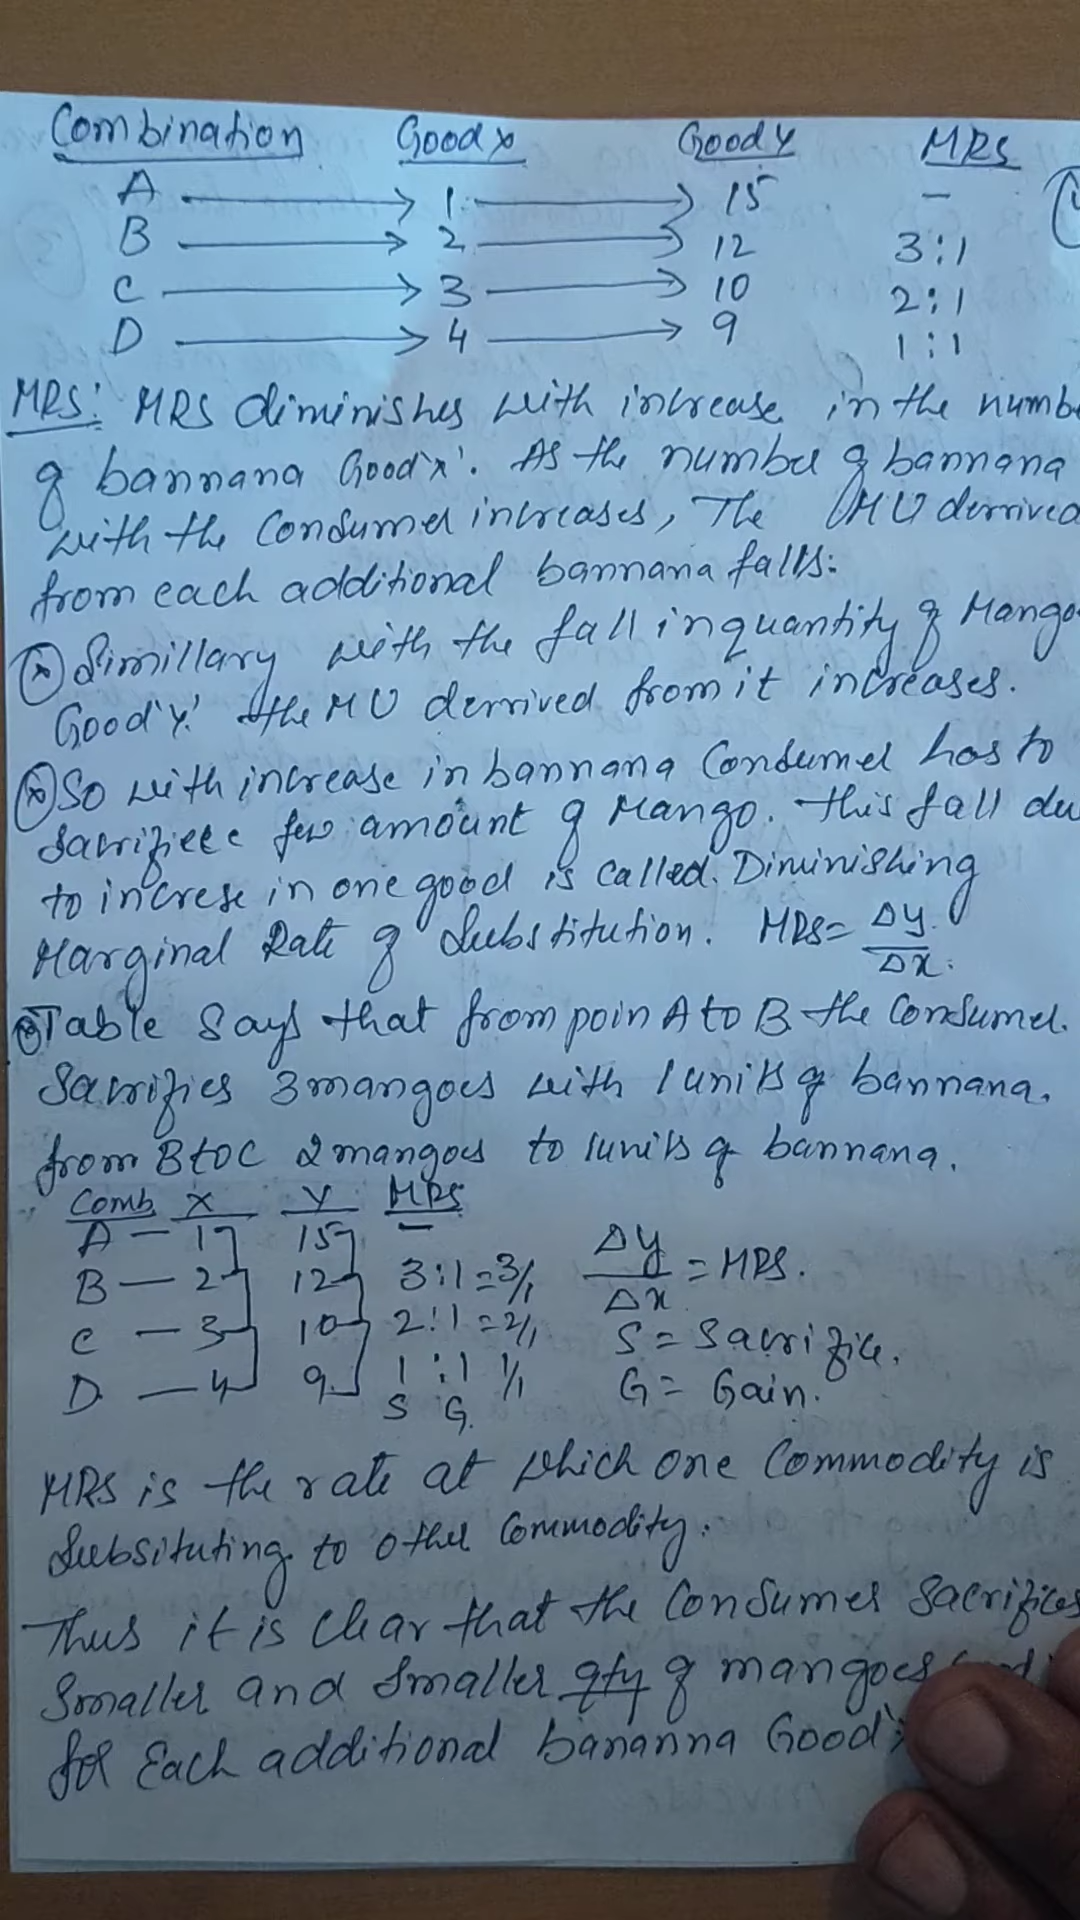 Combination Good x Good y MRS
A → 1 → 15 –
B → 2 → 12 3:1
C → 3 → 10 2:1
D → 4 → 9 1:1
MRS: MRS diminishes with increase in the numbe
of bannana Good 'x'. As the number of bannana
with the Consumer increases, The MU derrived
from each additional bannana falls:
Simillary with the fall in quantity of Mango
Good 'y' the MU derrived from it increases.
So with increase in bannana Consumer has to
Sacrifiece few amount of Mango. this fall du
to increse in one good is called Diminishing
Marginal Rate of Substitution. MRS = Δy/Δx.
Table Says that from poin A to B the Consumer
Sacrifies 3 mangoes with 1 units of bannana.
from B to C 2 mangoes to 1 units of bannana.
Comb X Y MRS
A – 1 15 –
B – 2 12 3:1 = 3/1 Δy/Δx = MRS.
C – 3 10 2:1 = 2/1 S = Sacrifice.
D – 4 9 1:1 1/1 G = Gain.
S G.
MRS is the rate at which one Commodity is
Subsituting to other Commodity.
Thus it is Clear that the Consumer Sacrifices
Smaller and Smaller qty of mangoes
for Each additional bananna Good